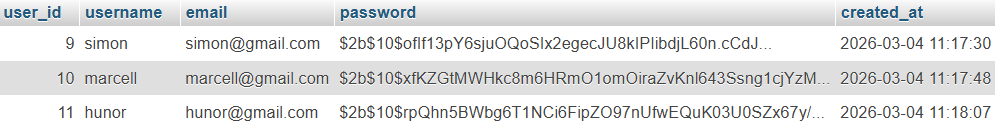 user_id username email password created_at
9 simon simon@gmail.com $2b$10$oflf13pY6sjuOQoSlx2egecJU8klPlibdjL60n.cCdJ... 2026-03-04 11:17:30
10 marcell marcell@gmail.com $2b$10$xfKZGtMWHkc8m6HRmO1omOiraZvKnl643Ssng1cjYzM... 2026-03-04 11:17:48
11 hunor hunor@gmail.com $2b$10$rpQhn5BWbg6T1NCi6FipZO97nUfwEQuK03U0SZx67y/... 2026-03-04 11:18:07